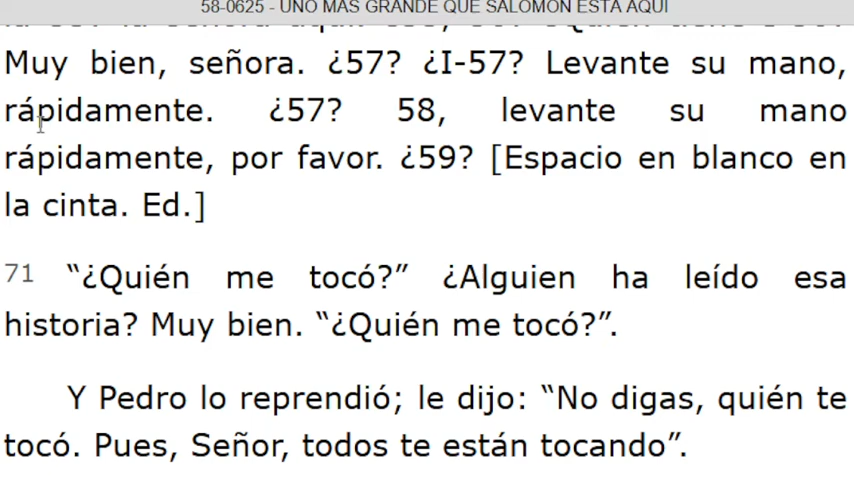 58-0625 - UNO MAS GRANDE QUE SALOMON ESTA AQUI
Muy bien, señora. ¿57? ¿I-57? Levante su mano,
rápidamente. ¿57? 58, levante su mano
rápidamente, por favor. ¿59? [Espacio en blanco en
la cinta. Ed.]
71 “¿Quién me tocó?” ¿Alguien ha leído esa
historia? Muy bien. “¿Quién me tocó?”.
Y Pedro lo reprendió; le dijo: “No digas, quién te
tocó. Pues, Señor, todos te están tocando”.